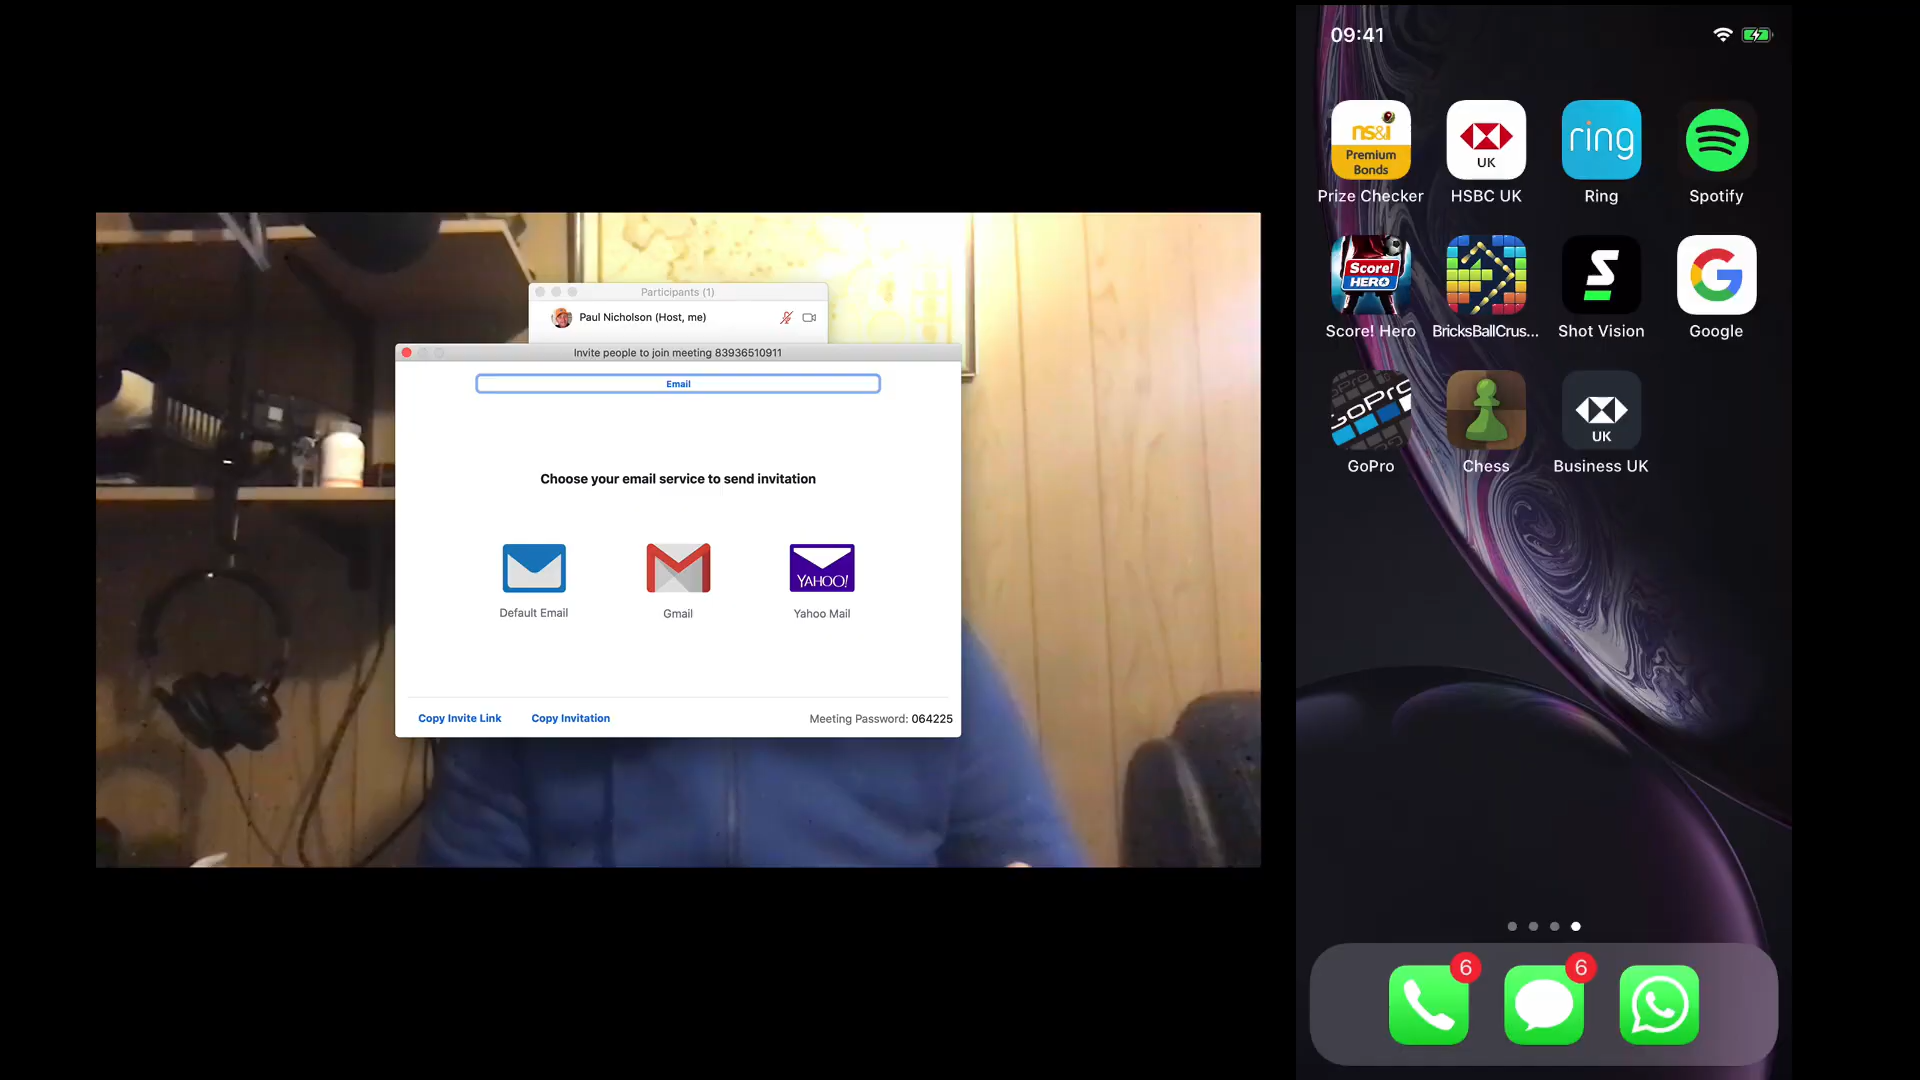 Participants (1)
Paul Nicholson (Host, me)
Invite people to join meeting 83936510911
Email
Choose your email service to send invitation
YAHOO!
Default Email
Gmail
Yahoo Mail
Copy Invite Link
Copy Invitation
Meeting Password: 064225
09:41
ns&i
Premium
Bonds
UK
ring
Prize Checker
HSBC UK
Ring
Spotify
Score!
HERO
S
G
Score! Hero
BricksBallCrus...
Shot Vision
Google
GoPro
UK
GoPro
Chess
Business UK
6
6